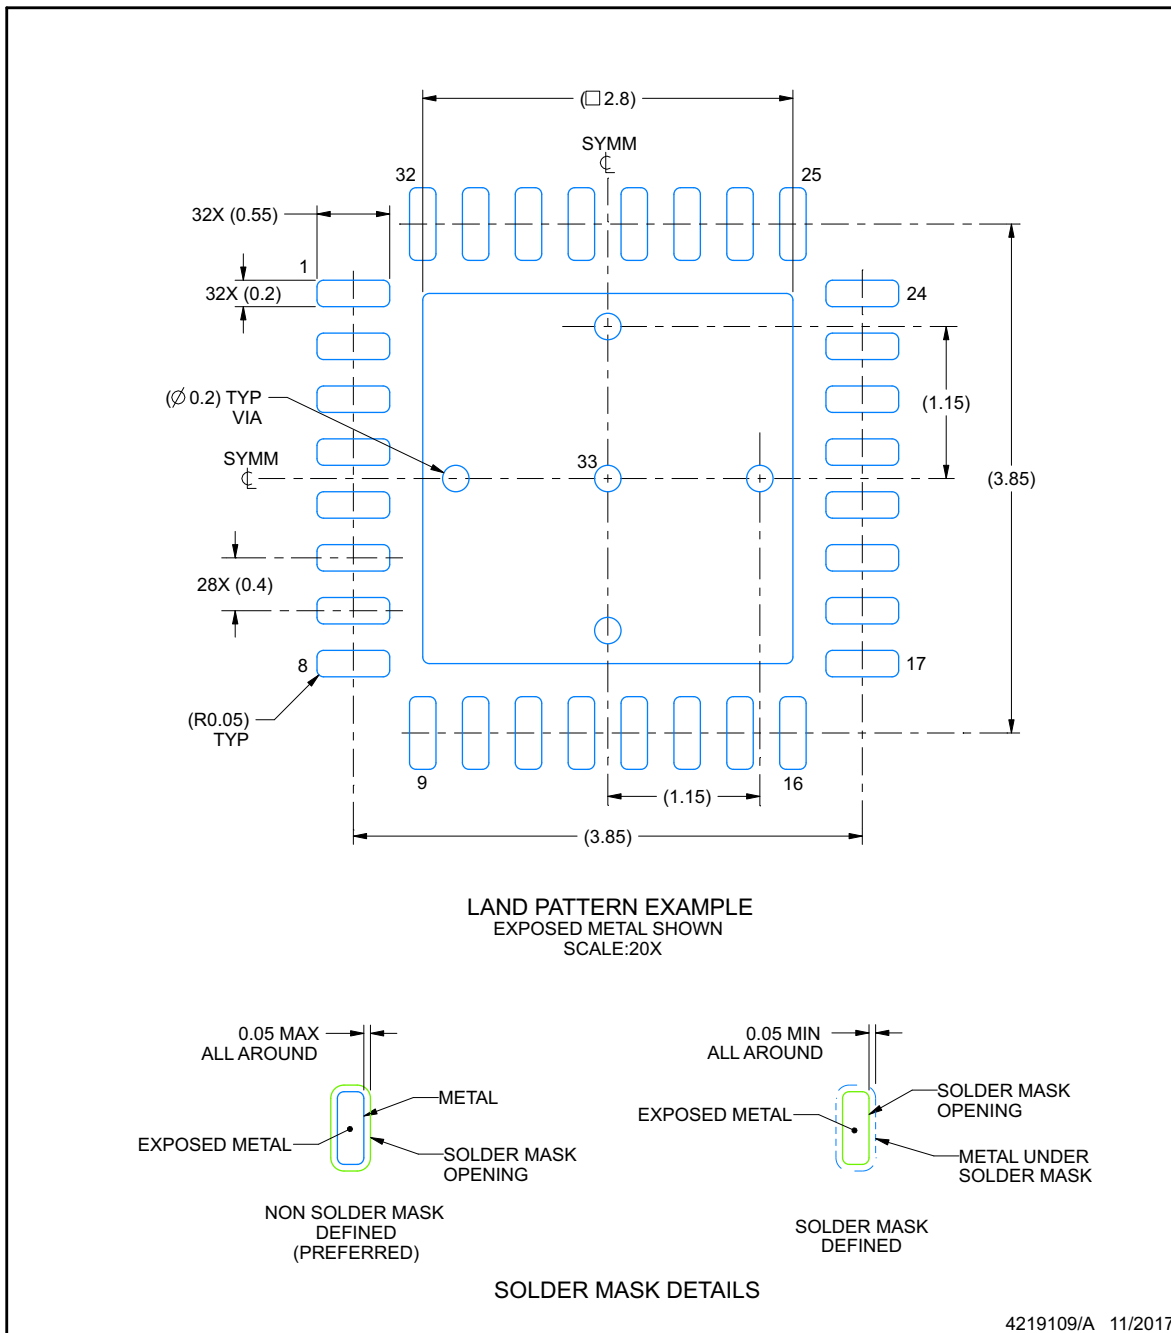 (□ 2.8)
SYMM
℄
32
25
32X (0.55)
1
32X (0.2)
24
(Ø 0.2) TYP
VIA
(1.15)
33
SYMM
℄
(3.85)
28X (0.4)
8
17
(R0.05)
TYP
9
16
(1.15)
(3.85)
LAND PATTERN EXAMPLE
EXPOSED METAL SHOWN
SCALE:20X
0.05 MAX
ALL AROUND
METAL
EXPOSED METAL
SOLDER MASK
OPENING
NON SOLDER MASK
DEFINED
(PREFERRED)
0.05 MIN
ALL AROUND
SOLDER MASK
OPENING
EXPOSED METAL
METAL UNDER
SOLDER MASK
SOLDER MASK
DEFINED
SOLDER MASK DETAILS
4219109/A 11/2017